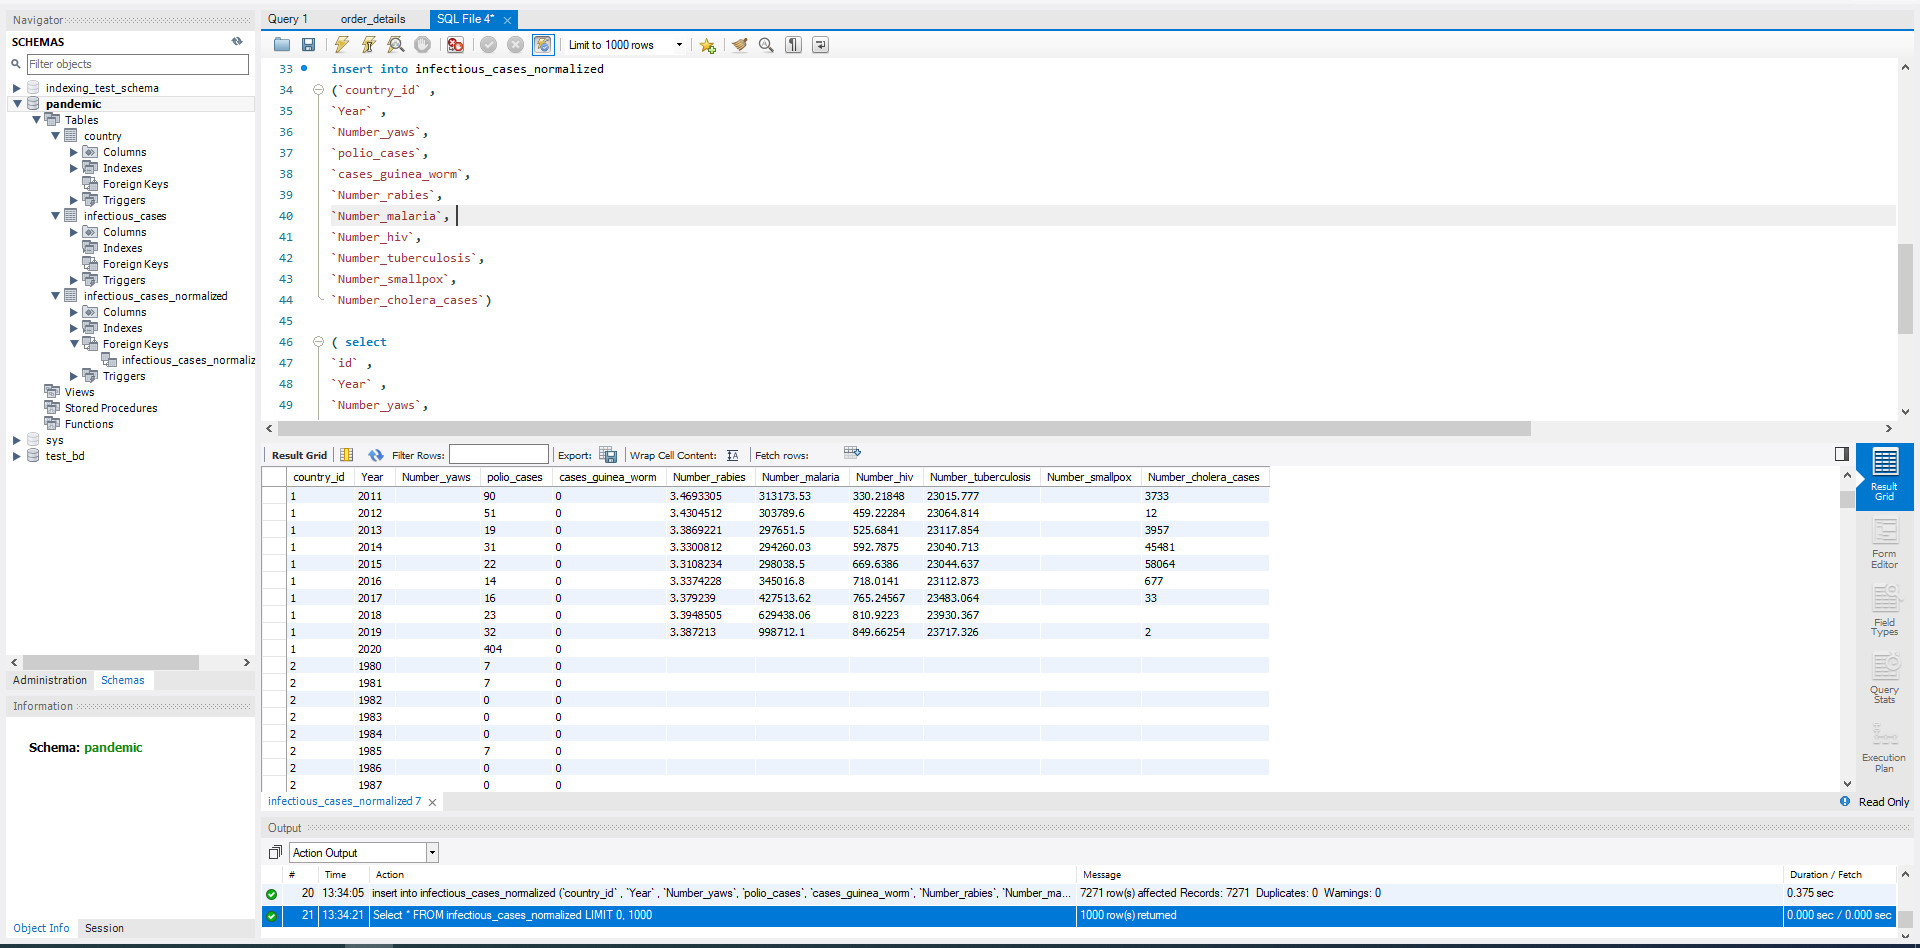 Navigator
SCHEMAS
Filter objects
indexing_test_schema
pandemic
Tables
country
Columns
Indexes
Foreign Keys
Triggers
infectious_cases
Columns
Indexes
Foreign Keys
Triggers
infectious_cases_normalized
Columns
Indexes
Foreign Keys
infectious_cases_normaliz
Triggers
Views
Stored Procedures
Functions
sys
test_bd
Administration Schemas
Information
Schema: pandemic
Object Info Session
Query 1 order_details SQL File 4*
Limit to 1000 rows
33 insert into infectious_cases_normalized
34 (`country_id` ,
35 `Year` ,
36 `Number_yaws`,
37 `polio_cases`,
38 `cases_guinea_worm`,
39 `Number_rabies`,
40 `Number_malaria`,
41 `Number_hiv`,
42 `Number_tuberculosis`,
43 `Number_smallpox`,
44 `Number_cholera_cases`)
45
46 ( select
47 `id` ,
48 `Year` ,
49 `Number_yaws`,
Result Grid Filter Rows: Export: Wrap Cell Content: IA Fetch rows:
country_id Year Number_yaws polio_cases cases_guinea_worm Number_rabies Number_malaria Number_hiv Number_tuberculosis Number_smallpox Number_cholera_cases
1 2011 90 0 3.4693305 313173.53 330.21848 23015.777 3733
1 2012 51 0 3.4304512 303789.6 459.22284 23064.814 12
1 2013 19 0 3.3869221 297651.5 525.6841 23117.854 3957
1 2014 31 0 3.3300812 294260.03 592.7875 23040.713 45481
1 2015 22 0 3.3108234 298038.5 669.6386 23044.637 58064
1 2016 14 0 3.3374228 345016.8 718.0141 23112.873 677
1 2017 16 0 3.379239 427513.62 765.24567 23483.064 33
1 2018 23 0 3.3948505 629438.06 810.9223 23930.367
1 2019 32 0 3.387213 998712.1 849.66254 23717.326 2
1 2020 404 0
2 1980 7 0
2 1981 7 0
2 1982 0 0
2 1983 0 0
2 1984 0 0
2 1985 7 0
2 1986 0 0
2 1987 0 0
Result Grid
Form Editor
Field Types
Query Stats
Execution Plan
infectious_cases_normalized 7
Read Only
Output
Action Output
# Time Action Message Duration / Fetch
20 13:34:05 insert into infectious_cases_normalized (`country_id` , `Year` , `Number_yaws`, `polio_cases`, `cases_guinea_worm`, `Number_rabies`, `Number_ma... 7271 row(s) affected Records: 7271 Duplicates: 0 Warnings: 0 0.375 sec
21 13:34:21 Select * FROM infectious_cases_normalized LIMIT 0, 1000 1000 row(s) returned 0.000 sec / 0.000 sec